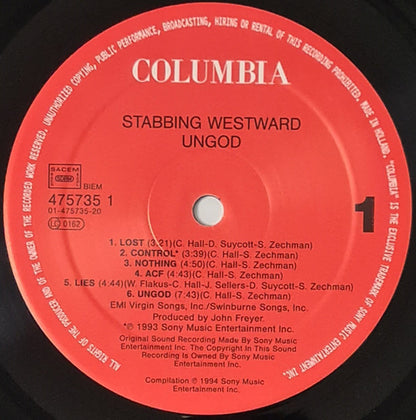 UNAUTHORIZED COPYING, PUBLIC PERFORMANCE, BROADCASTING, HIRING OR RENTAL OF THIS RECORDING PROHIBITED. MADE IN HOLLAND. "COLUMBIA" IS THE EXCLUSIVE TRADEMARK OF SONY MUSIC ENTERTAINMENT INC.
ALL RIGHTS OF THE PRODUCER AND OF THE OWNER OF THE RECORDED WORK RESERVED.
COLUMBIA
STABBING WESTWARD
UNGOD
SACEM
SDRM
SACD
SGDL
BIEM
475735 1
01-475735-20
LC 0162
1
1. LOST (3:21)(C. Hall-D. Suycott-S. Zechman)
2. CONTROL* (3:39)(C. Hall-S. Zechman)
3. NOTHING (4:50)(C. Hall-S. Zechman)
4. ACF (4:43)(C. Hall-S. Zechman)
5. LIES (4:44)(W. Flakus-C. Hall-J. Sellers-D. Suycott-S. Zechman)
6. UNGOD (7:43)(C. Hall-S. Zechman)
EMI Virgin Songs, Inc./Swinburne Songs, Inc.
Produced by John Freyer.
*℗ 1993 Sony Music
Entertainment Inc.
Original Sound Recording Made By Sony Music
Entertainment Inc. The Copyright In This Sound
Recording Is Owned By Sony Music
Entertainment Inc.
Compilation ℗ 1994 Sony Music
Entertainment Inc.